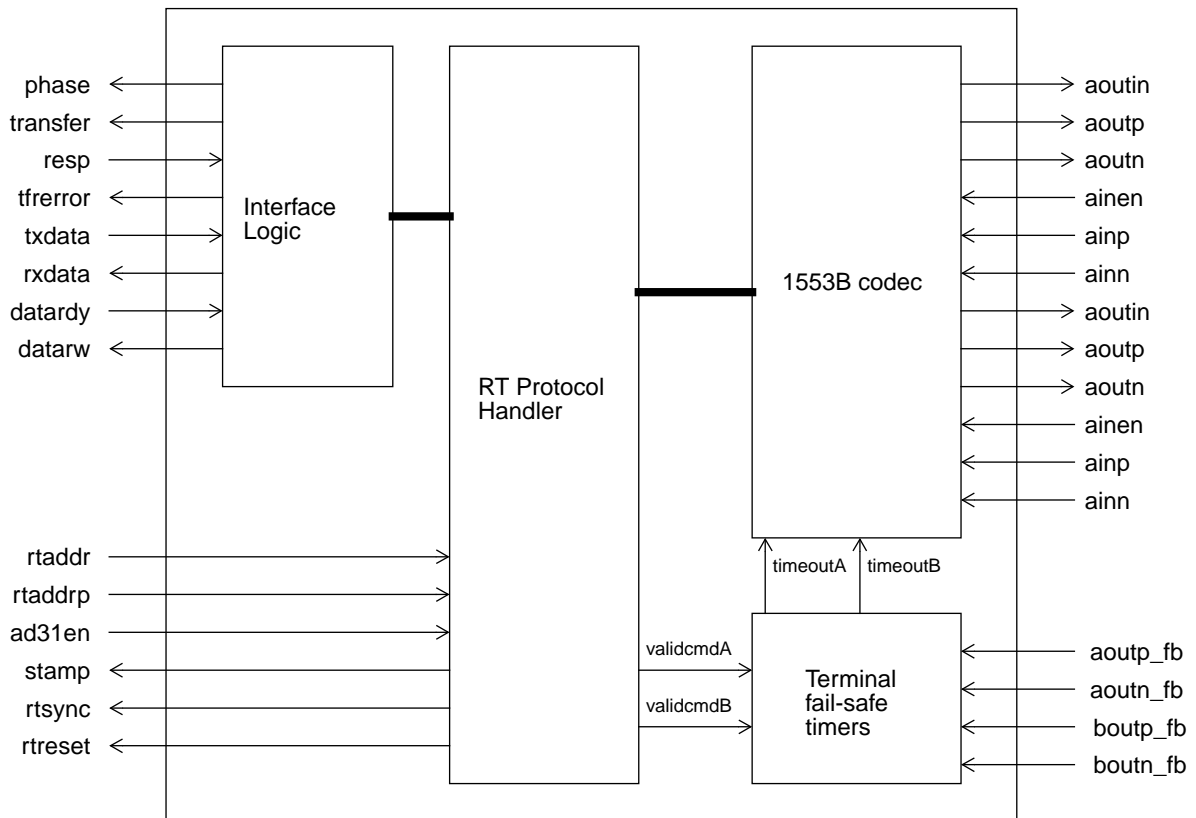 phase
transfer
resp
tfrerror
txdata
rxdata
datardy
datarw
Interface
Logic
RT Protocol
Handler
1553B codec
aoutin
aoutp
aoutn
ainen
ainp
ainn
aoutin
aoutp
aoutn
ainen
ainp
ainn
rtaddr
rtaddrp
ad31en
stamp
rtsync
rtreset
validcmdA
validcmdB
timeoutA
timeoutB
Terminal
fail-safe
timers
aoutp_fb
aoutn_fb
boutp_fb
boutn_fb